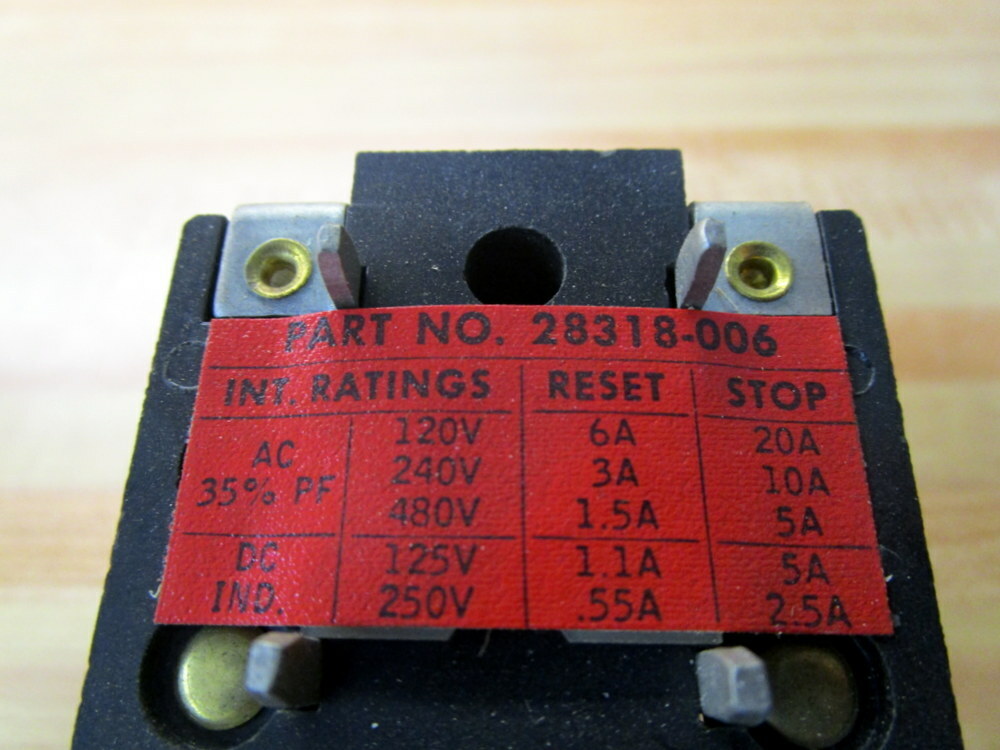 PART NO. 28318-006
INT. RATINGS RESET STOP
AC 35% PF 120V 6A 20A
240V 3A 10A
480V 1.5A 5A
DC IND. 125V 1.1A 5A
250V .55A 2.5A